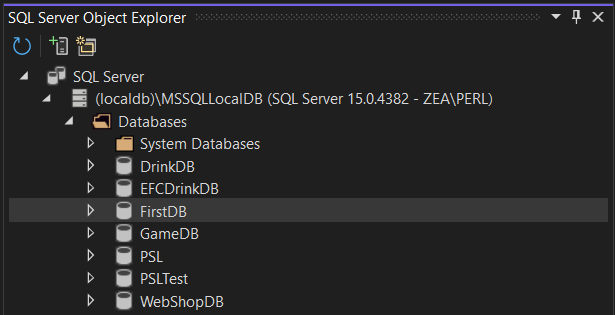 SQL Server Object Explorer
SQL Server
(localdb)\MSSQLLocalDB (SQL Server 15.0.4382 - ZEA\PERL)
Databases
System Databases
DrinkDB
EFCDrinkDB
FirstDB
GameDB
PSL
PSLTest
WebShopDB